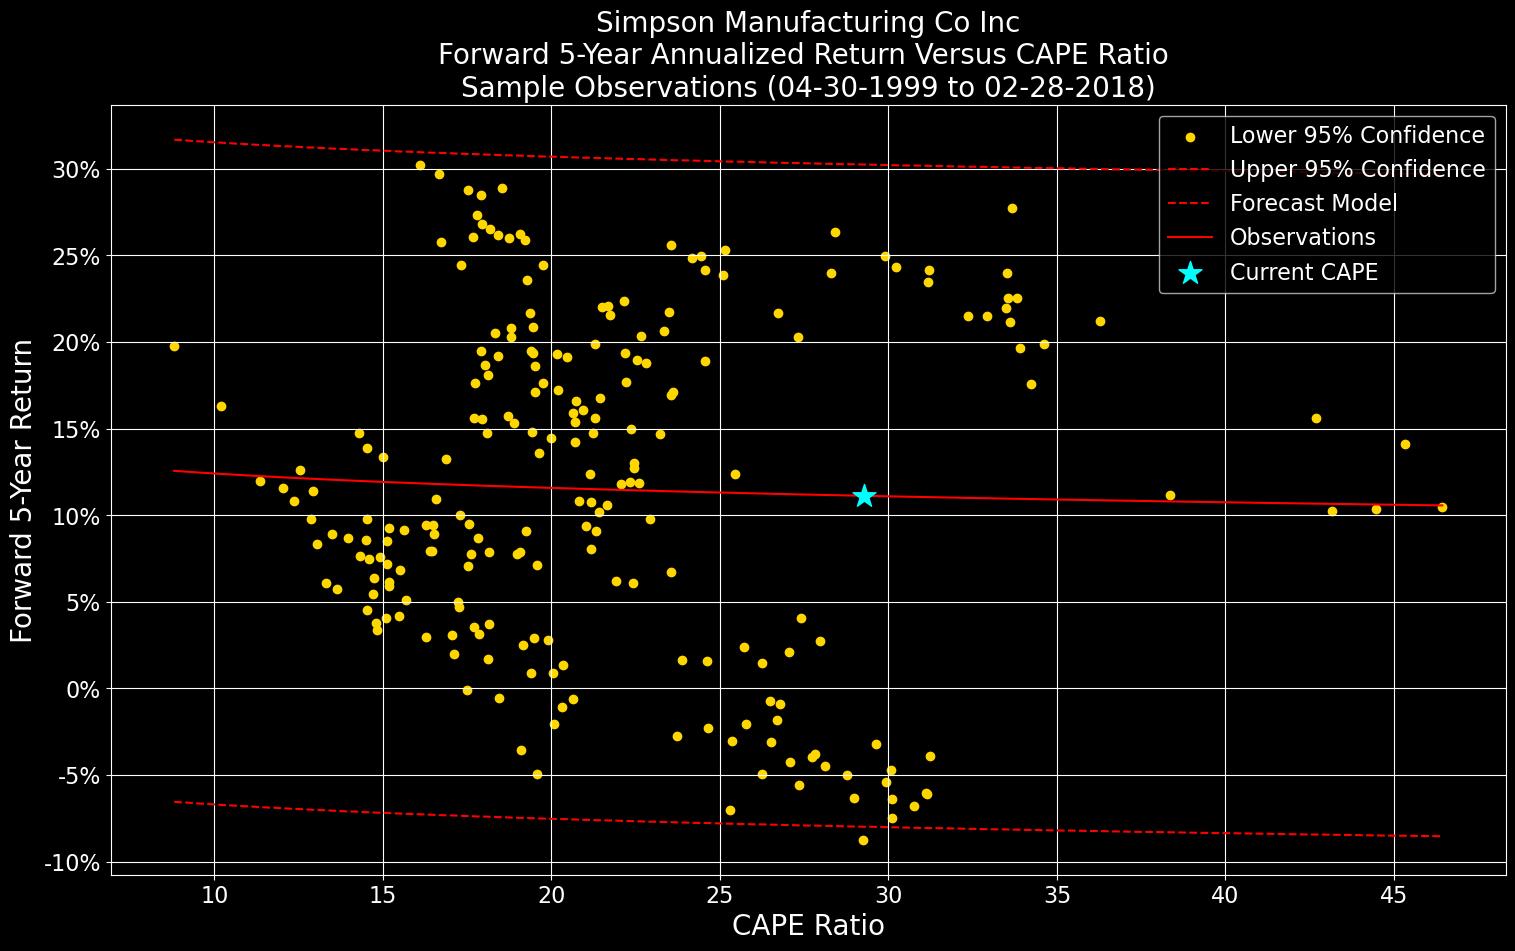 Simpson Manufacturing Co Inc
Forward 5-Year Annualized Return Versus CAPE Ratio
Sample Observations (04-30-1999 to 02-28-2018)
Lower 95% Confidence
Upper 95% Confidence
Forecast Model
Observations
Current CAPE
Forward 5-Year Return
30%
25%
20%
15%
10%
5%
0%
-5%
-10%
10 15 20 25 30 35 40 45
CAPE Ratio